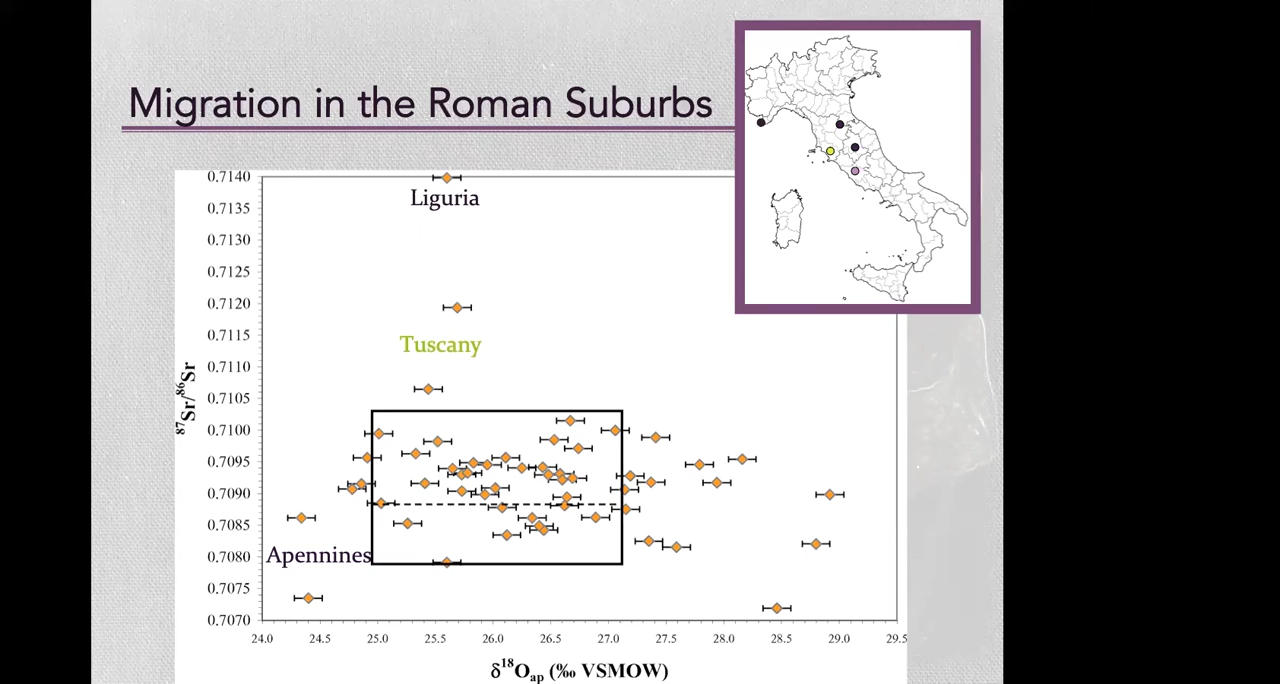 Migration in the Roman Suburbs
0.7140
Liguria
0.7135
0.7130
0.7125
0.7120
0.7115
Tuscany
0.7110
0.7105
0.7100
0.7095
0.7090
0.7085
0.7080
Apennines
0.7075
0.7070
⁸⁷Sr/⁸⁶Sr
24.0 24.5 25.0 25.5 26.0 26.5 27.0 27.5 28.0 28.5 29.0 29.5
δ¹⁸Oₐₚ (‰ VSMOW)